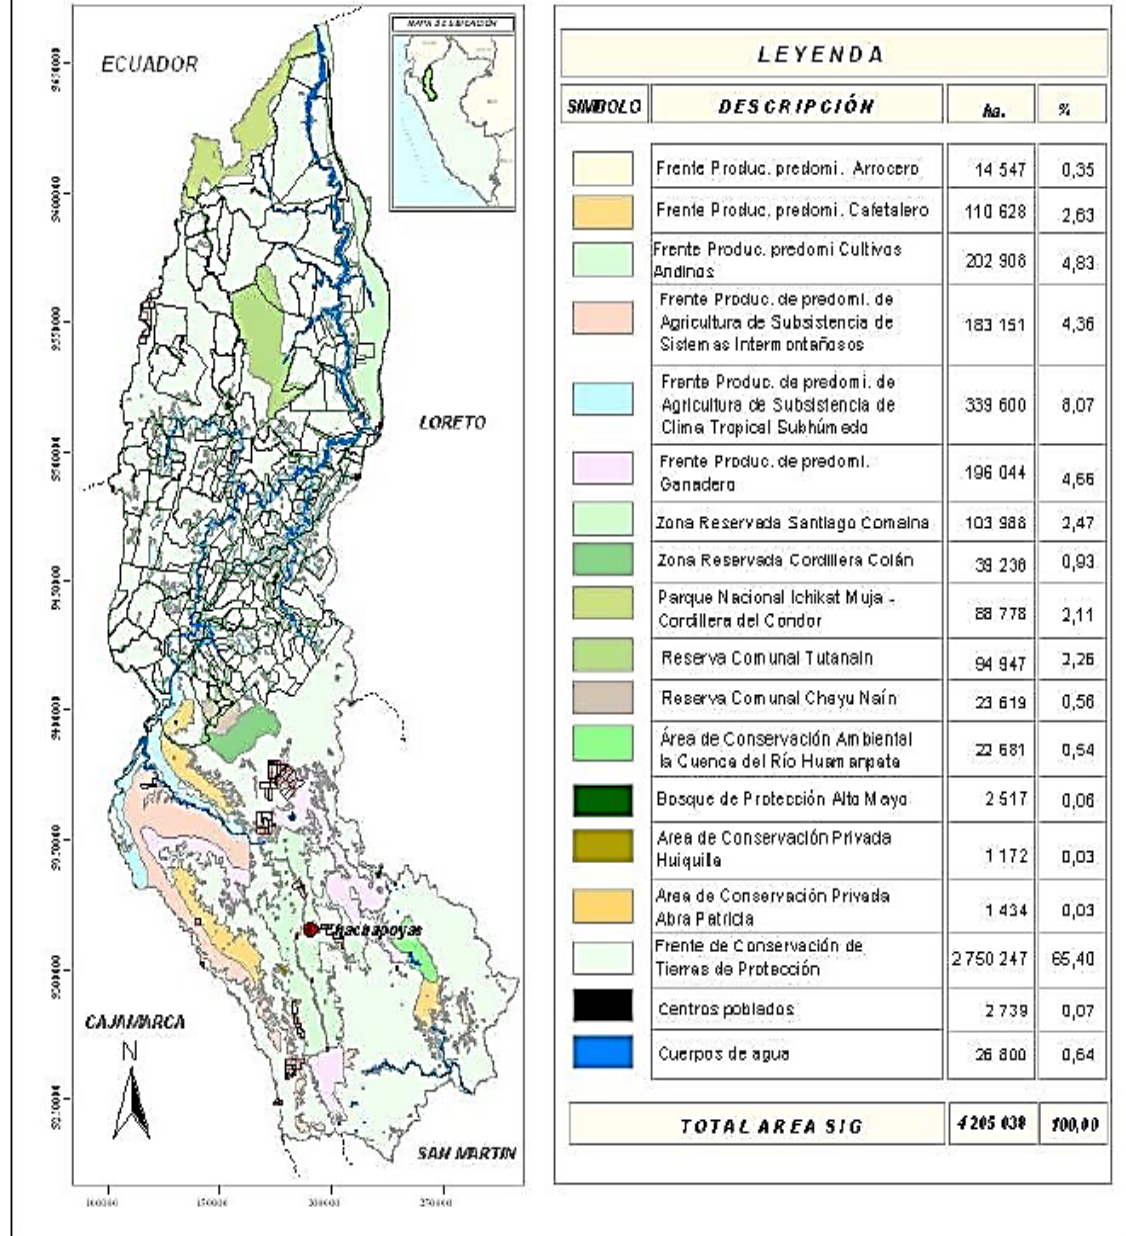 MAPA DE UBICACIÓN
ECUADOR
LORETO
Chachapoyas
CAJAMARCA
N
SAN MARTIN
200000
LEYENDA
SIMBOLO DESCRIPCIÓN ha. %
Frente Produc. predomi. Arrocero 14 547 0,35
Frente Produc. predomi. Cafetalero 110 628 2,63
Frente Produc. predomi Cultivos
Andinos 202 908 4,83
Frente Produc. de predomi. de
Agricultura de Subsistencia de
Sistemas Intermontañosos 183 151 4,36
Frente Produc. de predomi. de
Agricultura de Subsistencia de
Clima Tropical Subhúmedo 339 600 8,07
Frente Produc. de predomi.
Ganadero 196 044 4,66
Zona Reservada Santiago Comaina 103 988 2,47
Zona Reservada Cordillera Colán 39 236 0,93
Parque Nacional Ichikat Muja -
Cordillera del Condor 88 778 2,11
Reserva Comunal Tutanain 94 947 2,26
Reserva Comunal Chayu Naín 23 619 0,56
Área de Conservación Ambiental
la Cuenca del Río Huamanpata 22 681 0,54
Bosque de Protección Alto Mayo 2 517 0,06
Area de Conservación Privada
Huiquilla 1 172 0,03
Area de Conservación Privada
Abra Patricia 1 434 0,03
Frente de Conservación de
Tierras de Protección 2 750 247 65,40
Centros poblados 2 739 0,07
Cuerpos de agua 26 800 0,64
TOTAL AREA SIG 4 205 038 100,00